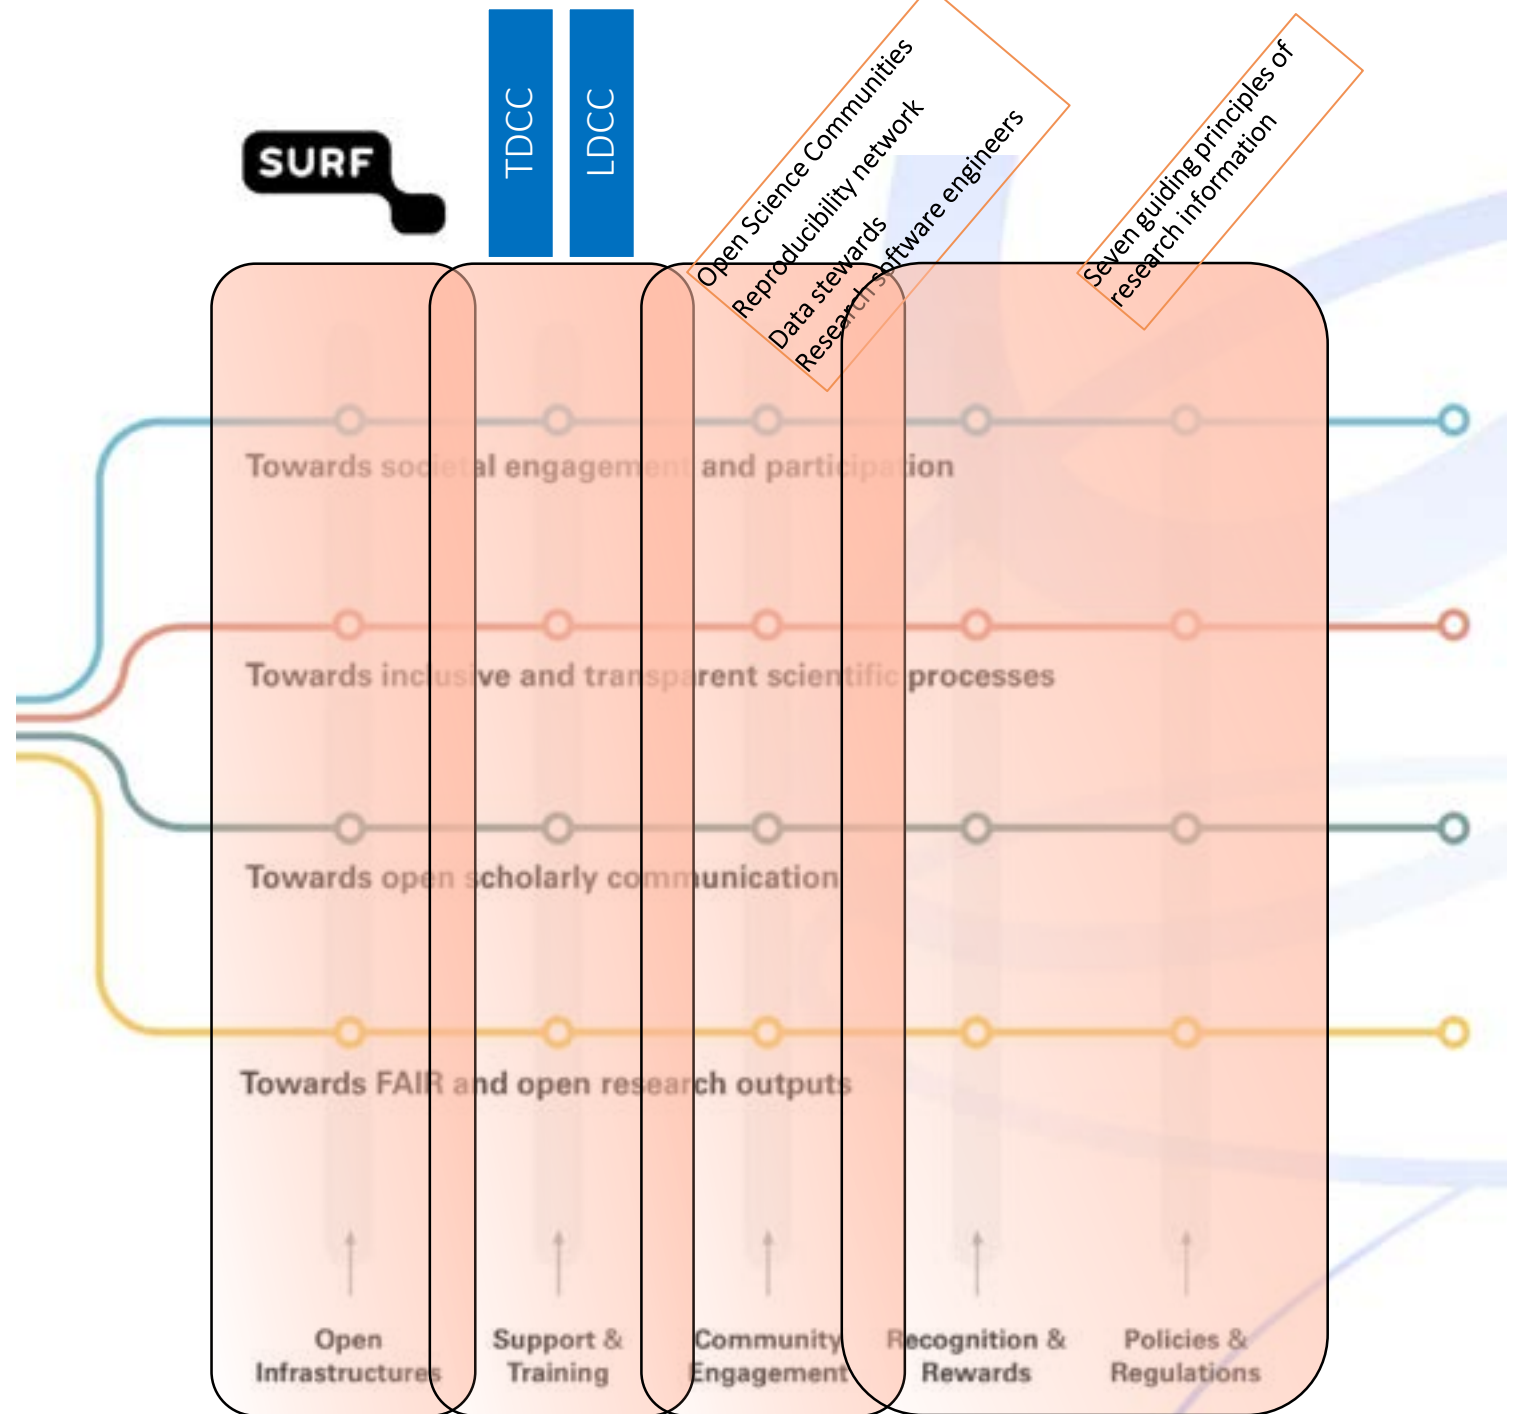 TDCC
LDCC
SURF
Open Science Communities
Reproducibility network
Data stewards
Research software engineers
Seven guiding principles of
research information
Towards societal engagement and participation
Towards inclusive and transparent scientific processes
Towards open scholarly communication
Towards FAIR and open research outputs
Open
Infrastructures
Support &
Training
Community
Engagement
Recognition &
Rewards
Policies &
Regulations